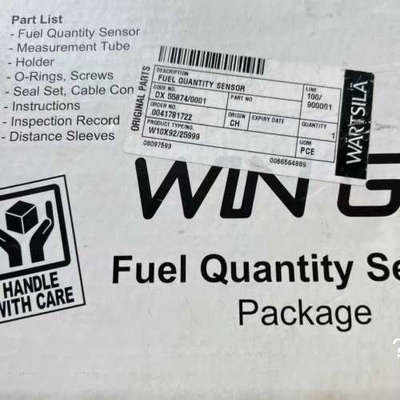 Part List
- Fuel Quantity Sensor
- Measurement Tube
- Holder
- O-Rings, Screws
- Seal Set, Cable Con
- Instructions
- Inspection Record
- Distance Sleeves
ORIGINAL PARTS
DESCRIPTION
FUEL QUANTITY SENSOR
CODE NO.
DX 55874/0001
PART NO
LINE
100/
900001
ORDER NO.
0041781722
ORIGIN
CH
EXPIRY DATE
QUANTITY
1
PRODUCT TYPE/NO.
W10X92/25999
UOM
PCE
08097593
0066564889
WÄRTSILÄ
WIN G
Fuel Quantity Se
Package
HANDLE
WITH CARE